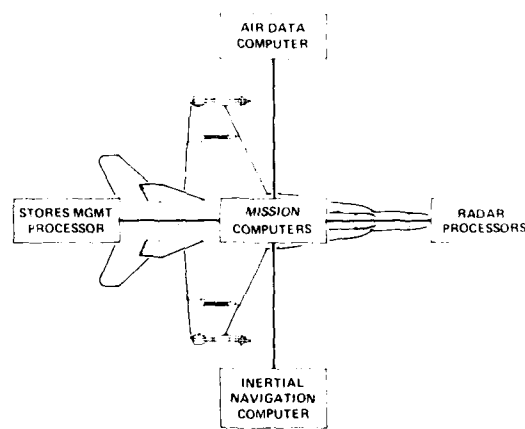 AIR DATA
COMPUTER
STORES MGMT
PROCESSOR
MISSION
COMPUTERS
RADAR
PROCESSORS
INERTIAL
NAVIGATION
COMPUTER